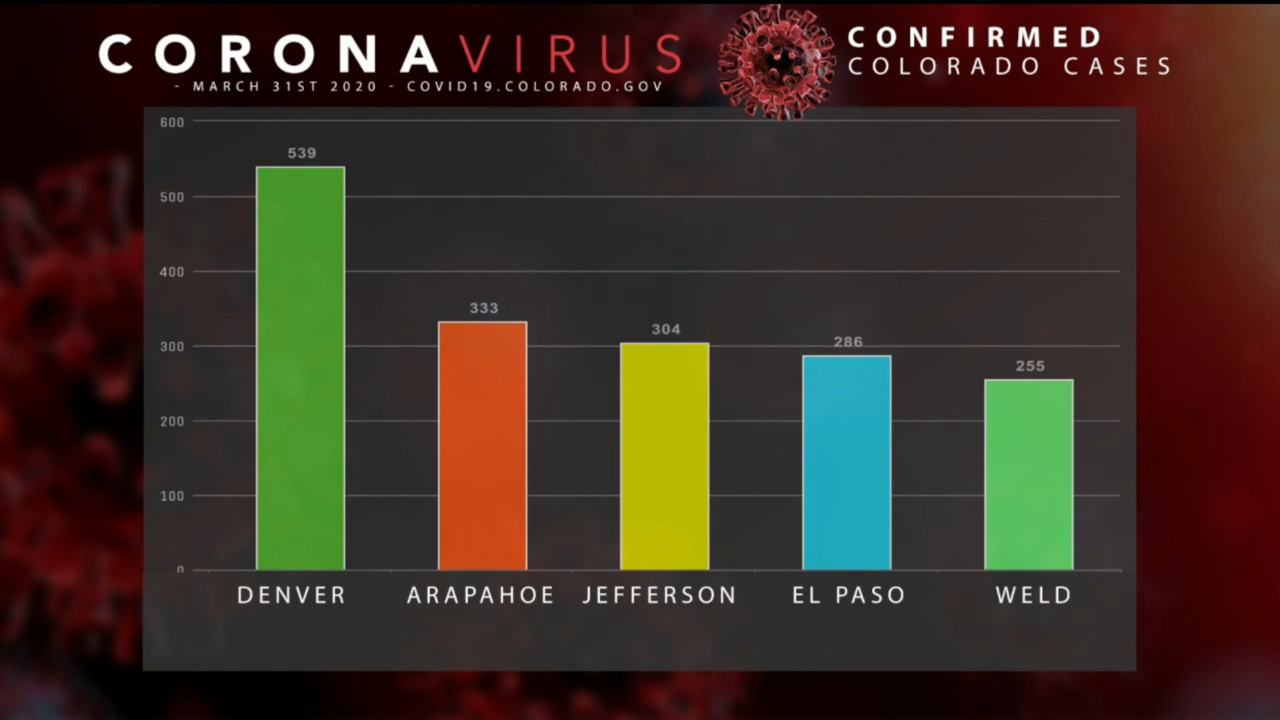 CORONAVIRUS
- MARCH 31ST 2020 - COVID19.COLORADO.GOV
CONFIRMED
COLORADO CASES
600
500
400
300
200
100
0
539
333
304
286
255
DENVER
ARAPAHOE
JEFFERSON
EL PASO
WELD